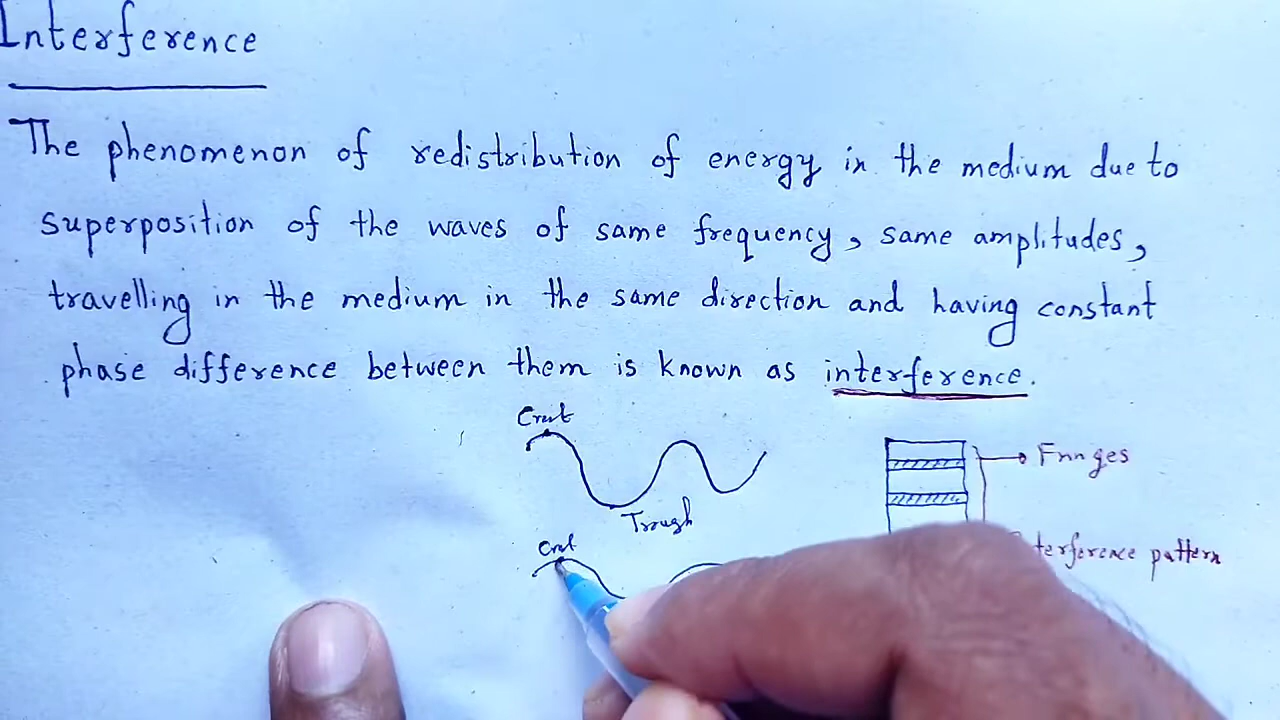 Interference
The phenomenon of redistribution of energy in the medium due to
superposition of the waves of same frequency, same amplitudes,
travelling in the medium in the same direction and having constant
phase difference between them is known as interference.
Crest
Fringes
Trough
Crest
terference pattern